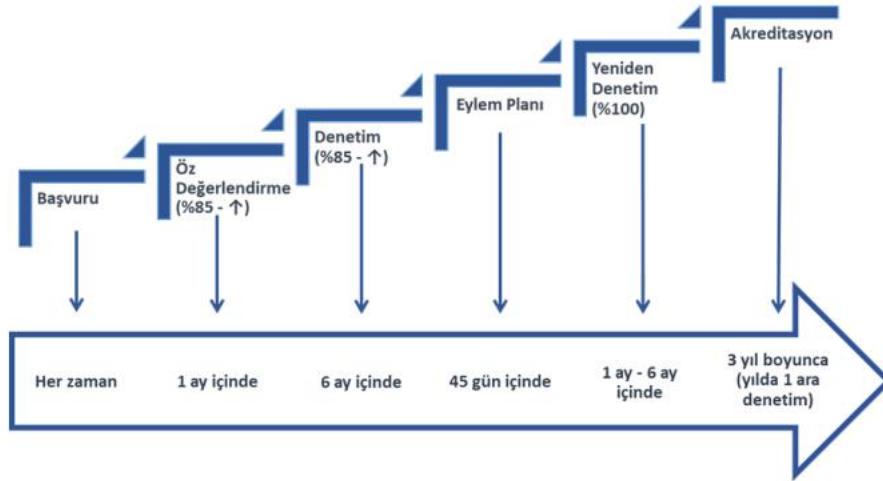 Başvuru
Öz
Değerlendirme
(%85 - ↑)
Denetim
(%85 - ↑)
Eylem Planı
Yeniden
Denetim
(%100)
Akreditasyon
Her zaman
1 ay içinde
6 ay içinde
45 gün içinde
1 ay - 6 ay
içinde
3 yıl boyunca
(yılda 1 ara
denetim)